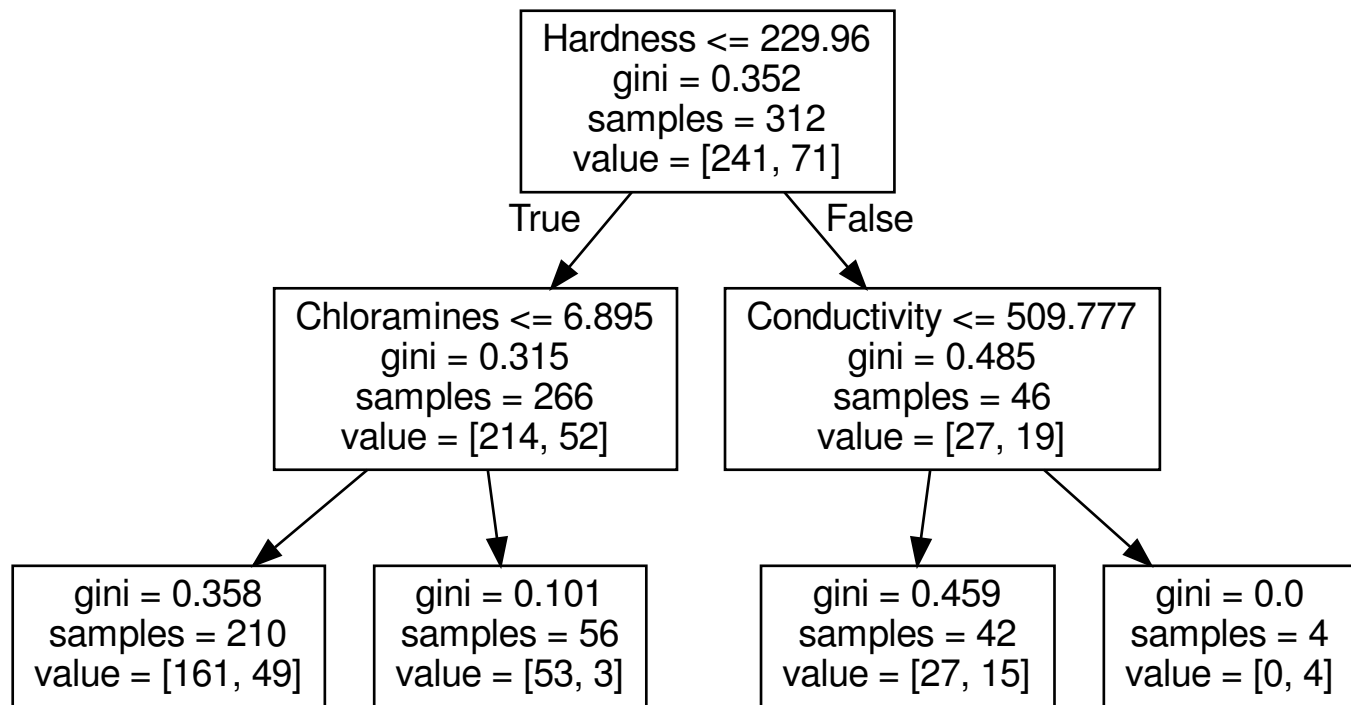 Hardness <= 229.96
gini = 0.352
samples = 312
value = [241, 71]
True
False
Chloramines <= 6.895
gini = 0.315
samples = 266
value = [214, 52]
Conductivity <= 509.777
gini = 0.485
samples = 46
value = [27, 19]
gini = 0.358
samples = 210
value = [161, 49]
gini = 0.101
samples = 56
value = [53, 3]
gini = 0.459
samples = 42
value = [27, 15]
gini = 0.0
samples = 4
value = [0, 4]